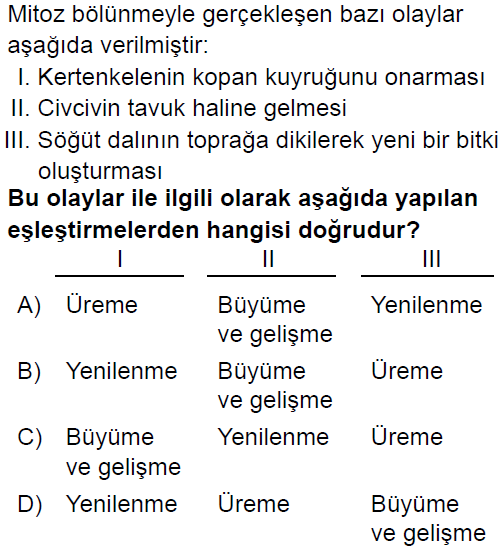 Mitoz bölünmeyle gerçekleşen bazı olaylar
aşağıda verilmiştir:
I. Kertenkelenin kopan kuyruğunu onarması
II. Civcivin tavuk haline gelmesi
III. Söğüt dalının toprağa dikilerek yeni bir bitki
oluşturması
Bu olaylar ile ilgili olarak aşağıda yapılan
eşleştirmelerden hangisi doğrudur?
I II III
A) Üreme Büyüme Yenilenme
ve gelişme
B) Yenilenme Büyüme Üreme
ve gelişme
C) Büyüme Yenilenme Üreme
ve gelişme
D) Yenilenme Üreme Büyüme
ve gelişme